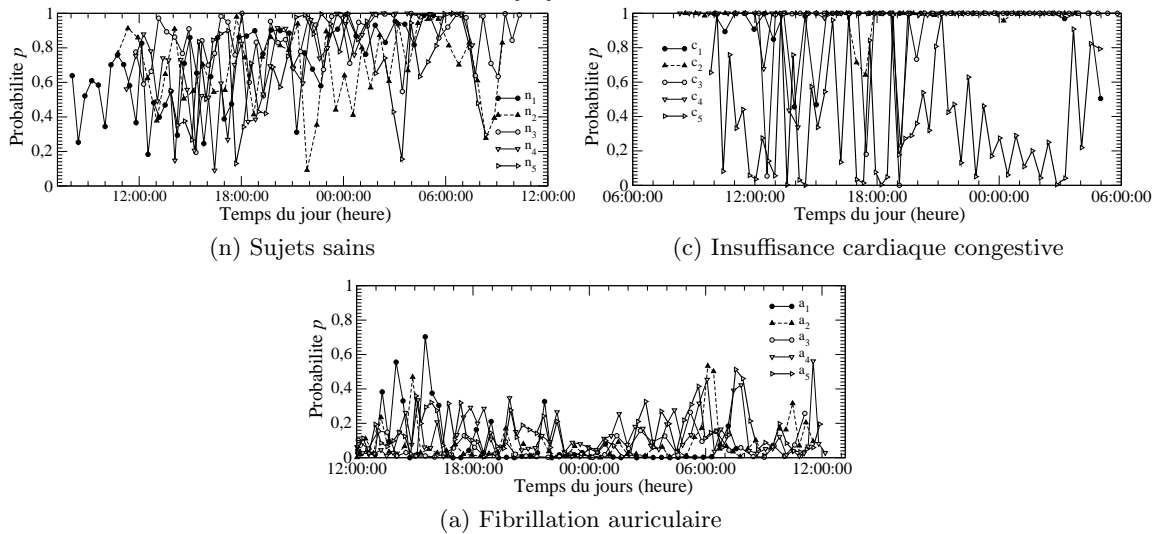 1
0,8
0,6
0,4
0,2
0
Probabilite p
n1
n2
n3
n4
n5
12:00:00 18:00:00 00:00:00 06:00:00 12:00:00
Temps du jour (heure)
(n) Sujets sains
1
0,8
0,6
0,4
0,2
0
Probabilite p
c1
c2
c3
c4
c5
06:00:00 12:00:00 18:00:00 00:00:00 06:00:00
Temps du jour (heure)
(c) Insuffisance cardiaque congestive
1
0,8
0,6
0,4
0,2
0
Probabilite p
a1
a2
a3
a4
a5
12:00:00 18:00:00 00:00:00 06:00:00 12:00:00
Temps du jours (heure)
(a) Fibrillation auriculaire